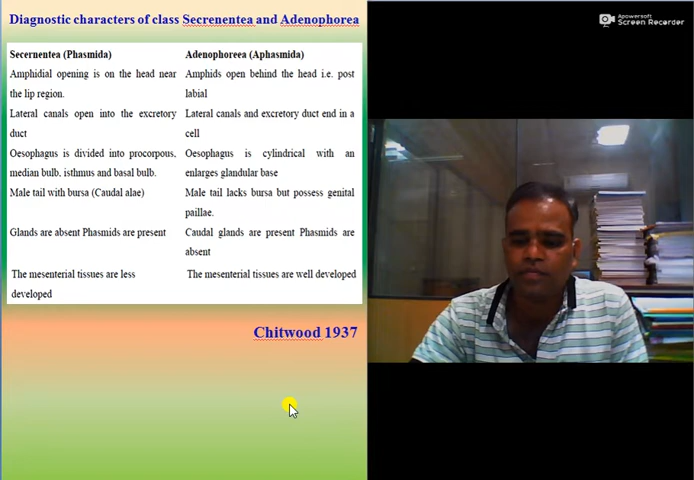 Diagnostic characters of class Secrenentea and Adenophorea
Secernentea (Phasmida)
Adenophoreea (Aphasmida)
Amphidial opening is on the head near
the lip region.
Amphids open behind the head i.e. post
labial
Lateral canals open into the excretory
duct
Lateral canals and excretory duct end in a
cell
Oesophagus is divided into procorpous,
median bulb, isthmus and basal bulb.
Oesophagus is cylindrical with an
enlarges glandular base
Male tail with bursa (Caudal alae)
Male tail lacks bursa but possess genital
paillae.
Glands are absent Phasmids are present
Caudal glands are present Phasmids are
absent
The mesenterial tissues are less
developed
The mesenterial tissues are well developed
Chitwood 1937
Apowersoft
Screen Recorder